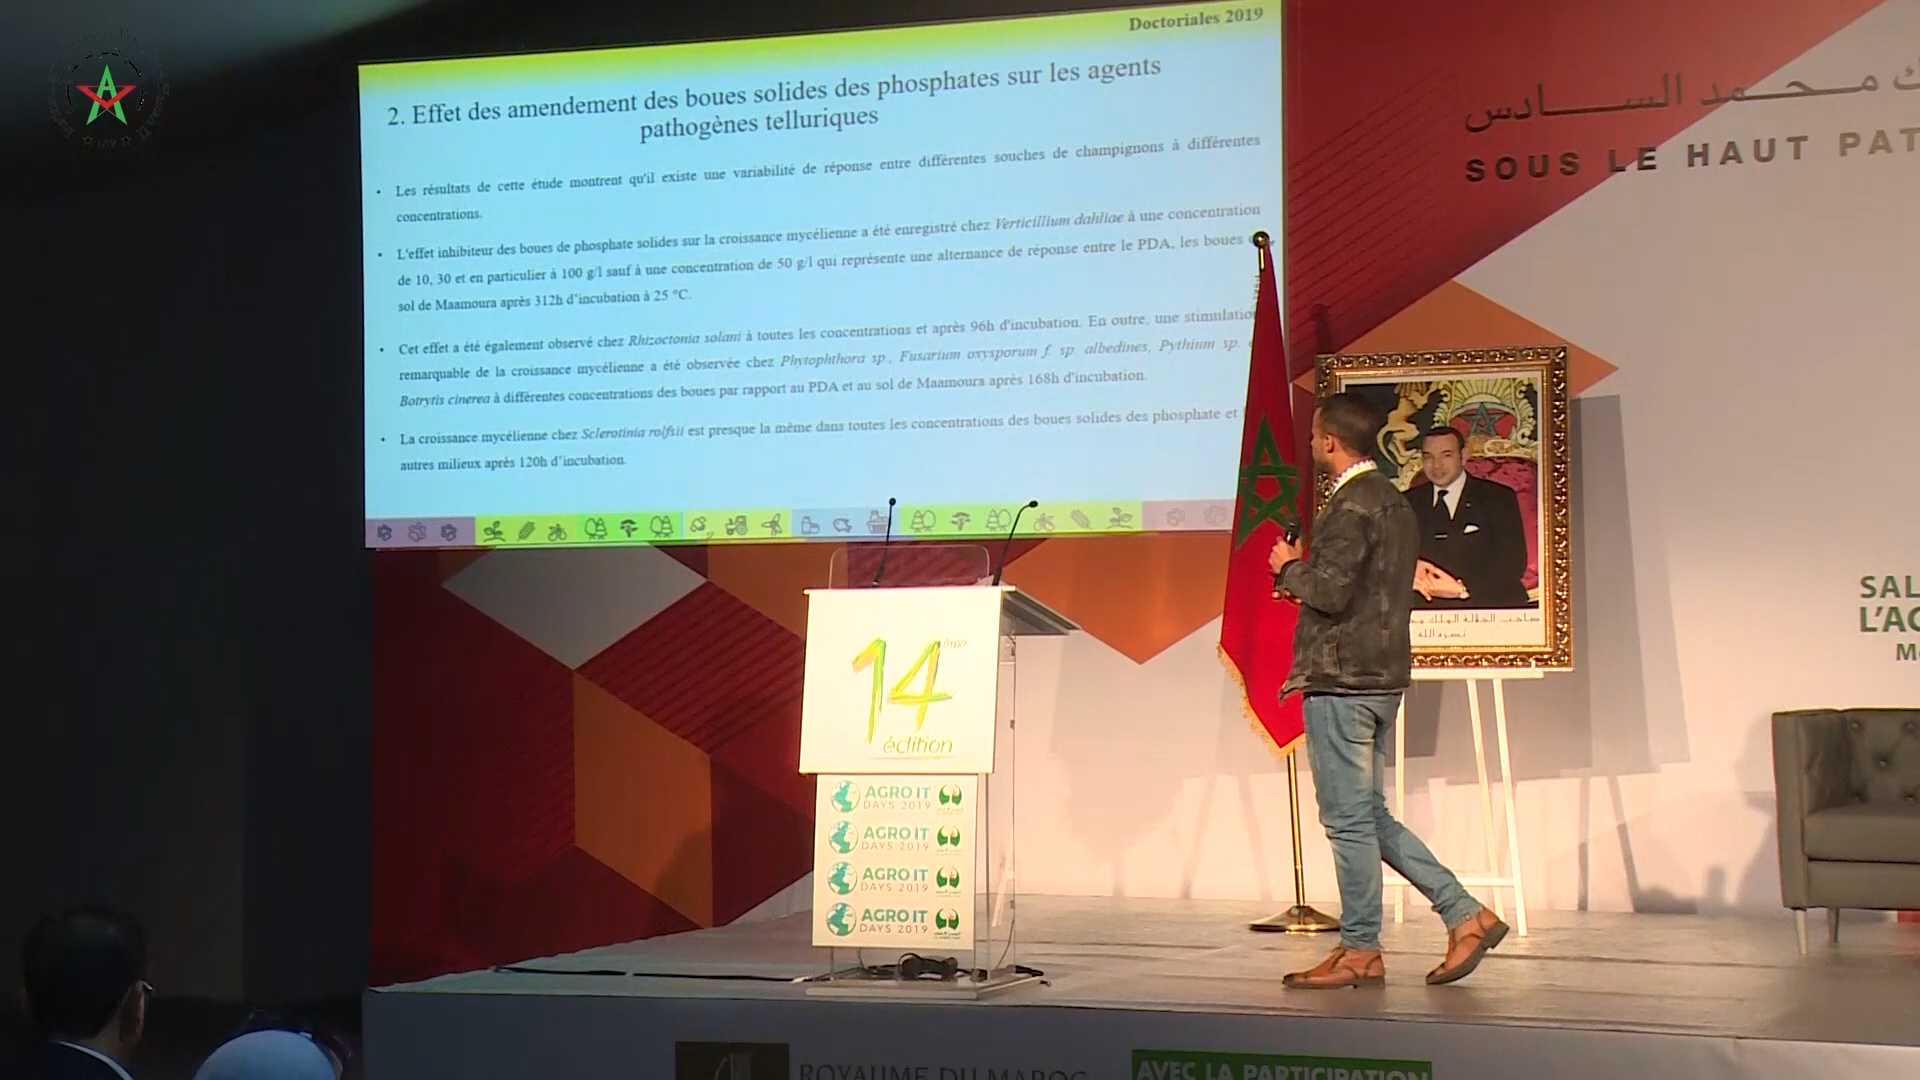 Doctoriales 2019
2. Effet des amendement des boues solides des phosphates sur les agents
pathogènes telluriques
• Les résultats de cette étude montrent qu'il existe une variabilité de réponse entre différentes souches de champignons à différentes
concentrations.
• L'effet inhibiteur des boues de phosphate solides sur la croissance mycélienne a été enregistré chez Verticillium dahliae à une concentration
de 10, 30 et en particulier à 100 g/l sauf à une concentration de 50 g/l qui représente une alternance de réponse entre le PDA, les boues
sol de Maamoura après 312h d'incubation à 25 °C.
• Cet effet a été également observé chez Rhizoctonia solani à toutes les concentrations et après 96h d'incubation. En outre, une stimulation
remarquable de la croissance mycélienne a été observée chez Phytophthora sp., Fusarium oxysporum f. sp. albedines, Pythium sp.
Botrytis cinerea à différentes concentrations des boues par rapport au PDA et au sol de Maamoura après 168h d'incubation.
• La croissance mycélienne chez Sclerotinia rolfsii est presque la même dans toutes les concentrations des boues solides des phosphate et
autres milieux après 120h d'incubation.
محمد السادس
SOUS LE HAUT PAT
صاحب الجلالة الملك
نصره الله
SAL
L'AG
M
14ème
édition
AGRO IT
DAYS 2019
AGRO IT
DAYS 2019
AGRO IT
DAYS 2019
AGRO IT
DAYS 2019
ROYAUME DU MAROC
AVEC LA PARTICIPATION
IAV